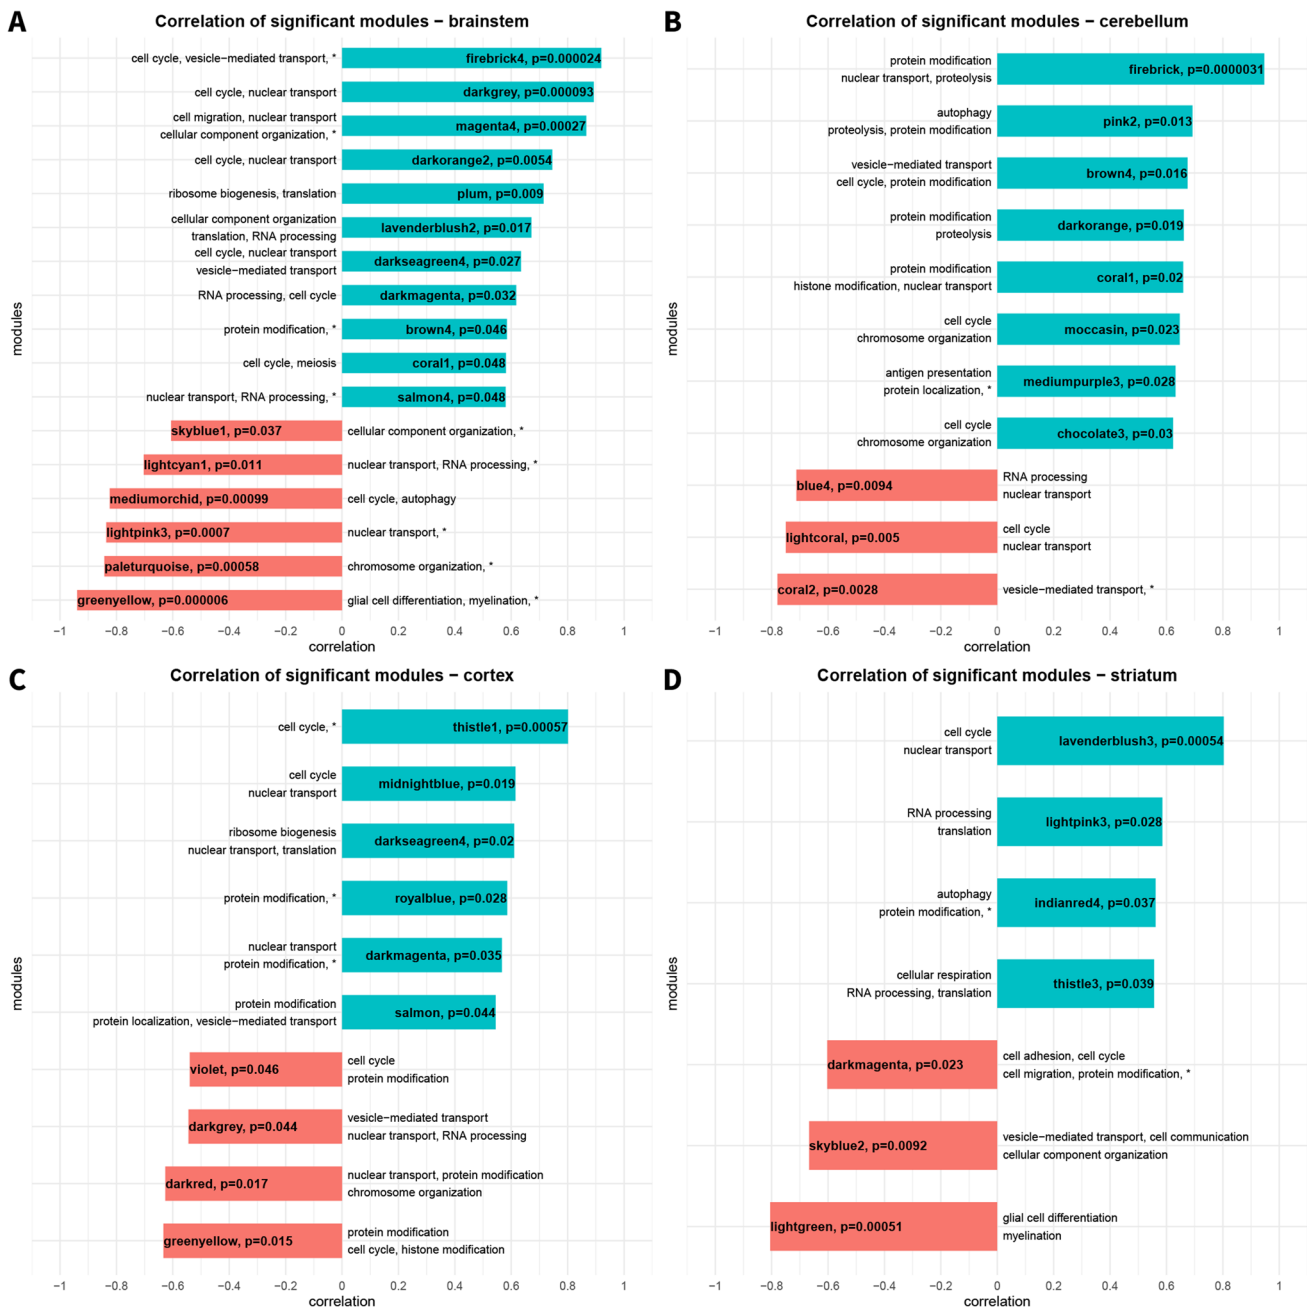 A
Correlation of significant modules − brainstem
modules
cell cycle, vesicle−mediated transport, *
firebrick4, p=0.000024
cell cycle, nuclear transport
darkgrey, p=0.000093
cell migration, nuclear transport
cellular component organization, *
magenta4, p=0.00027
cell cycle, nuclear transport
darkorange2, p=0.0054
ribosome biogenesis, translation
plum, p=0.009
cellular component organization
translation, RNA processing
lavenderblush2, p=0.017
cell cycle, nuclear transport
vesicle−mediated transport
darkseagreen4, p=0.027
RNA processing, cell cycle
darkmagenta, p=0.032
protein modification, *
brown4, p=0.046
cell cycle, meiosis
coral1, p=0.048
nuclear transport, RNA processing, *
salmon4, p=0.048
skyblue1, p=0.037
cellular component organization, *
lightcyan1, p=0.011
nuclear transport, RNA processing, *
mediumorchid, p=0.00099
cell cycle, autophagy
lightpink3, p=0.0007
nuclear transport, *
paleturquoise, p=0.00058
chromosome organization, *
greenyellow, p=0.000006
glial cell differentiation, myelination, *
−1 −0.8 −0.6 −0.4 −0.2 0 0.2 0.4 0.6 0.8 1
correlation
B
Correlation of significant modules − cerebellum
modules
protein modification
nuclear transport, proteolysis
firebrick, p=0.0000031
autophagy
proteolysis, protein modification
pink2, p=0.013
vesicle−mediated transport
cell cycle, protein modification
brown4, p=0.016
protein modification
proteolysis
darkorange, p=0.019
protein modification
histone modification, nuclear transport
coral1, p=0.02
cell cycle
chromosome organization
moccasin, p=0.023
antigen presentation
protein localization, *
mediumpurple3, p=0.028
cell cycle
chromosome organization
chocolate3, p=0.03
blue4, p=0.0094
RNA processing
nuclear transport
lightcoral, p=0.005
cell cycle
nuclear transport
coral2, p=0.0028
vesicle−mediated transport, *
−1 −0.8 −0.6 −0.4 −0.2 0 0.2 0.4 0.6 0.8 1
correlation
C
Correlation of significant modules − cortex
modules
cell cycle, *
thistle1, p=0.00057
cell cycle
nuclear transport
midnightblue, p=0.019
ribosome biogenesis
nuclear transport, translation
darkseagreen4, p=0.02
protein modification, *
royalblue, p=0.028
nuclear transport
protein modification, *
darkmagenta, p=0.035
protein modification
protein localization, vesicle−mediated transport
salmon, p=0.044
violet, p=0.046
cell cycle
protein modification
darkgrey, p=0.044
vesicle−mediated transport
nuclear transport, RNA processing
darkred, p=0.017
nuclear transport, protein modification
chromosome organization
greenyellow, p=0.015
protein modification
cell cycle, histone modification
−1 −0.8 −0.6 −0.4 −0.2 0 0.2 0.4 0.6 0.8 1
correlation
D
Correlation of significant modules − striatum
modules
cell cycle
nuclear transport
lavenderblush3, p=0.00054
RNA processing
translation
lightpink3, p=0.028
autophagy
protein modification, *
indianred4, p=0.037
cellular respiration
RNA processing, translation
thistle3, p=0.039
darkmagenta, p=0.023
cell adhesion, cell cycle
cell migration, protein modification, *
skyblue2, p=0.0092
vesicle−mediated transport, cell communication
cellular component organization
lightgreen, p=0.00051
glial cell differentiation
myelination
−1 −0.8 −0.6 −0.4 −0.2 0 0.2 0.4 0.6 0.8 1
correlation